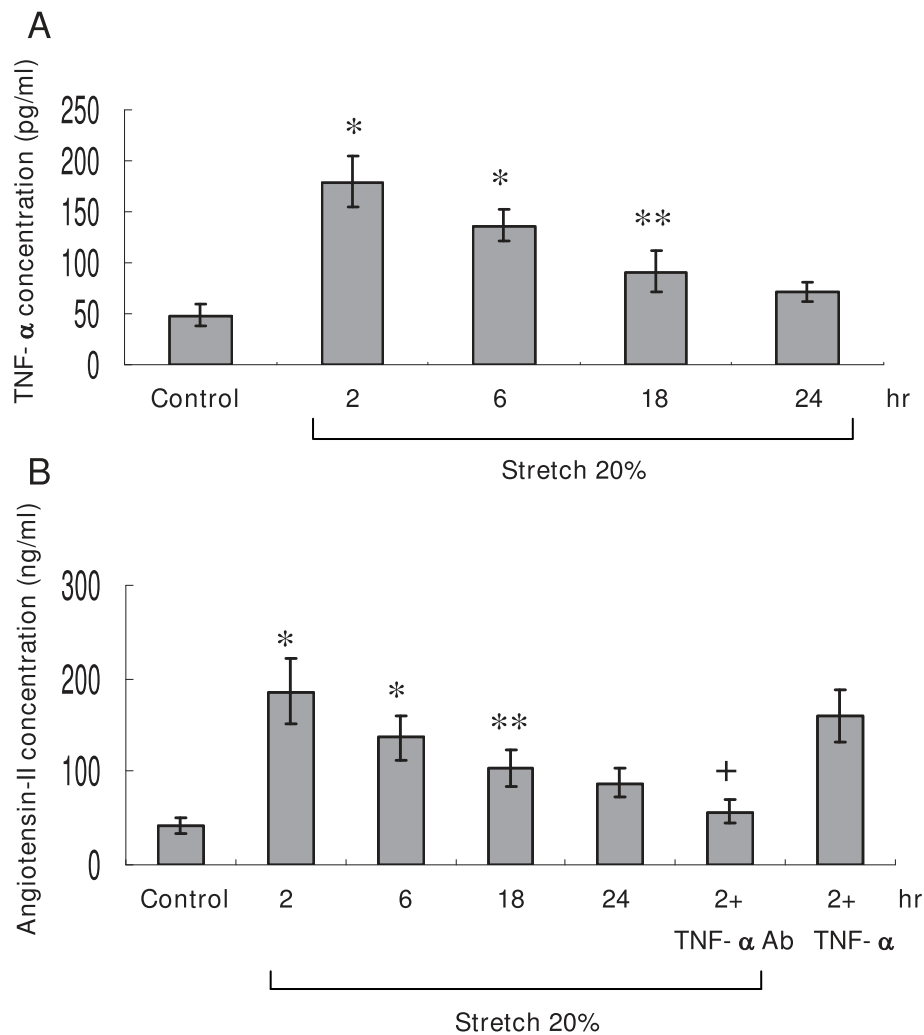 A
TNF- α concentration (pg/ml)
250
200
150
100
50
0
*
*
**
Control 2 6 18 24 hr
Stretch 20%
B
Angiotensin-II concentration (ng/ml)
300
200
100
0
*
*
**
+
Control 2 6 18 24 2+ 2+ hr
TNF- α Ab TNF- α
Stretch 20%